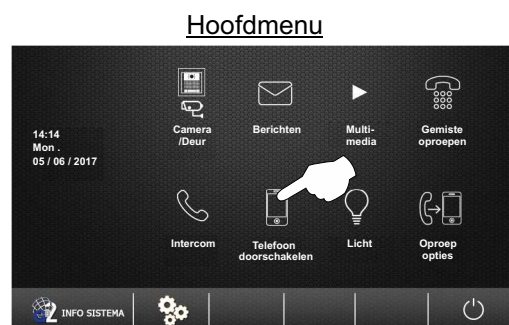 Hoofdmenu
14:14
Mon .
05 / 06 / 2017
Camera
/Deur
Berichten
Multi-
media
Gemiste
oproepen
Intercom
Telefoon
doorschakelen
Licht
Oproep
opties
2 INFO SISTEMA